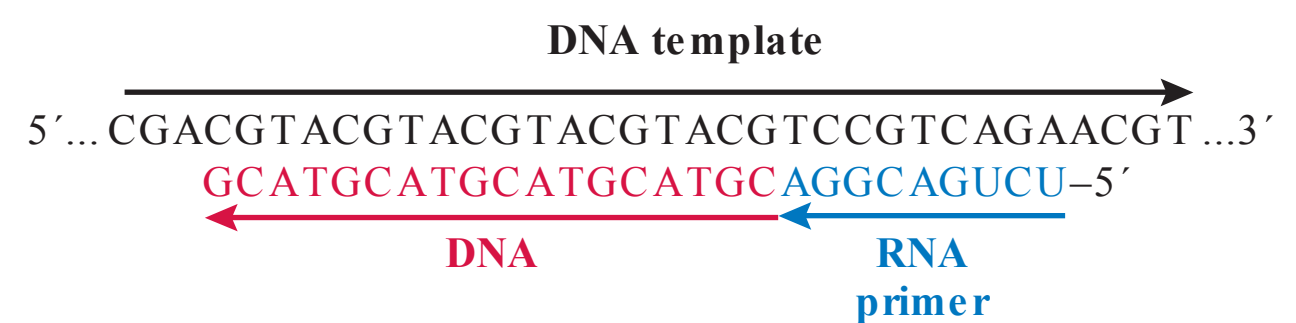 DNA template
5´...CGACGTACGTACGTACGTACGTCCGTCAGAACGT...3´
GCATGCATGCATGCATGCAGGCAGUCU–5´
DNA RNA
primer